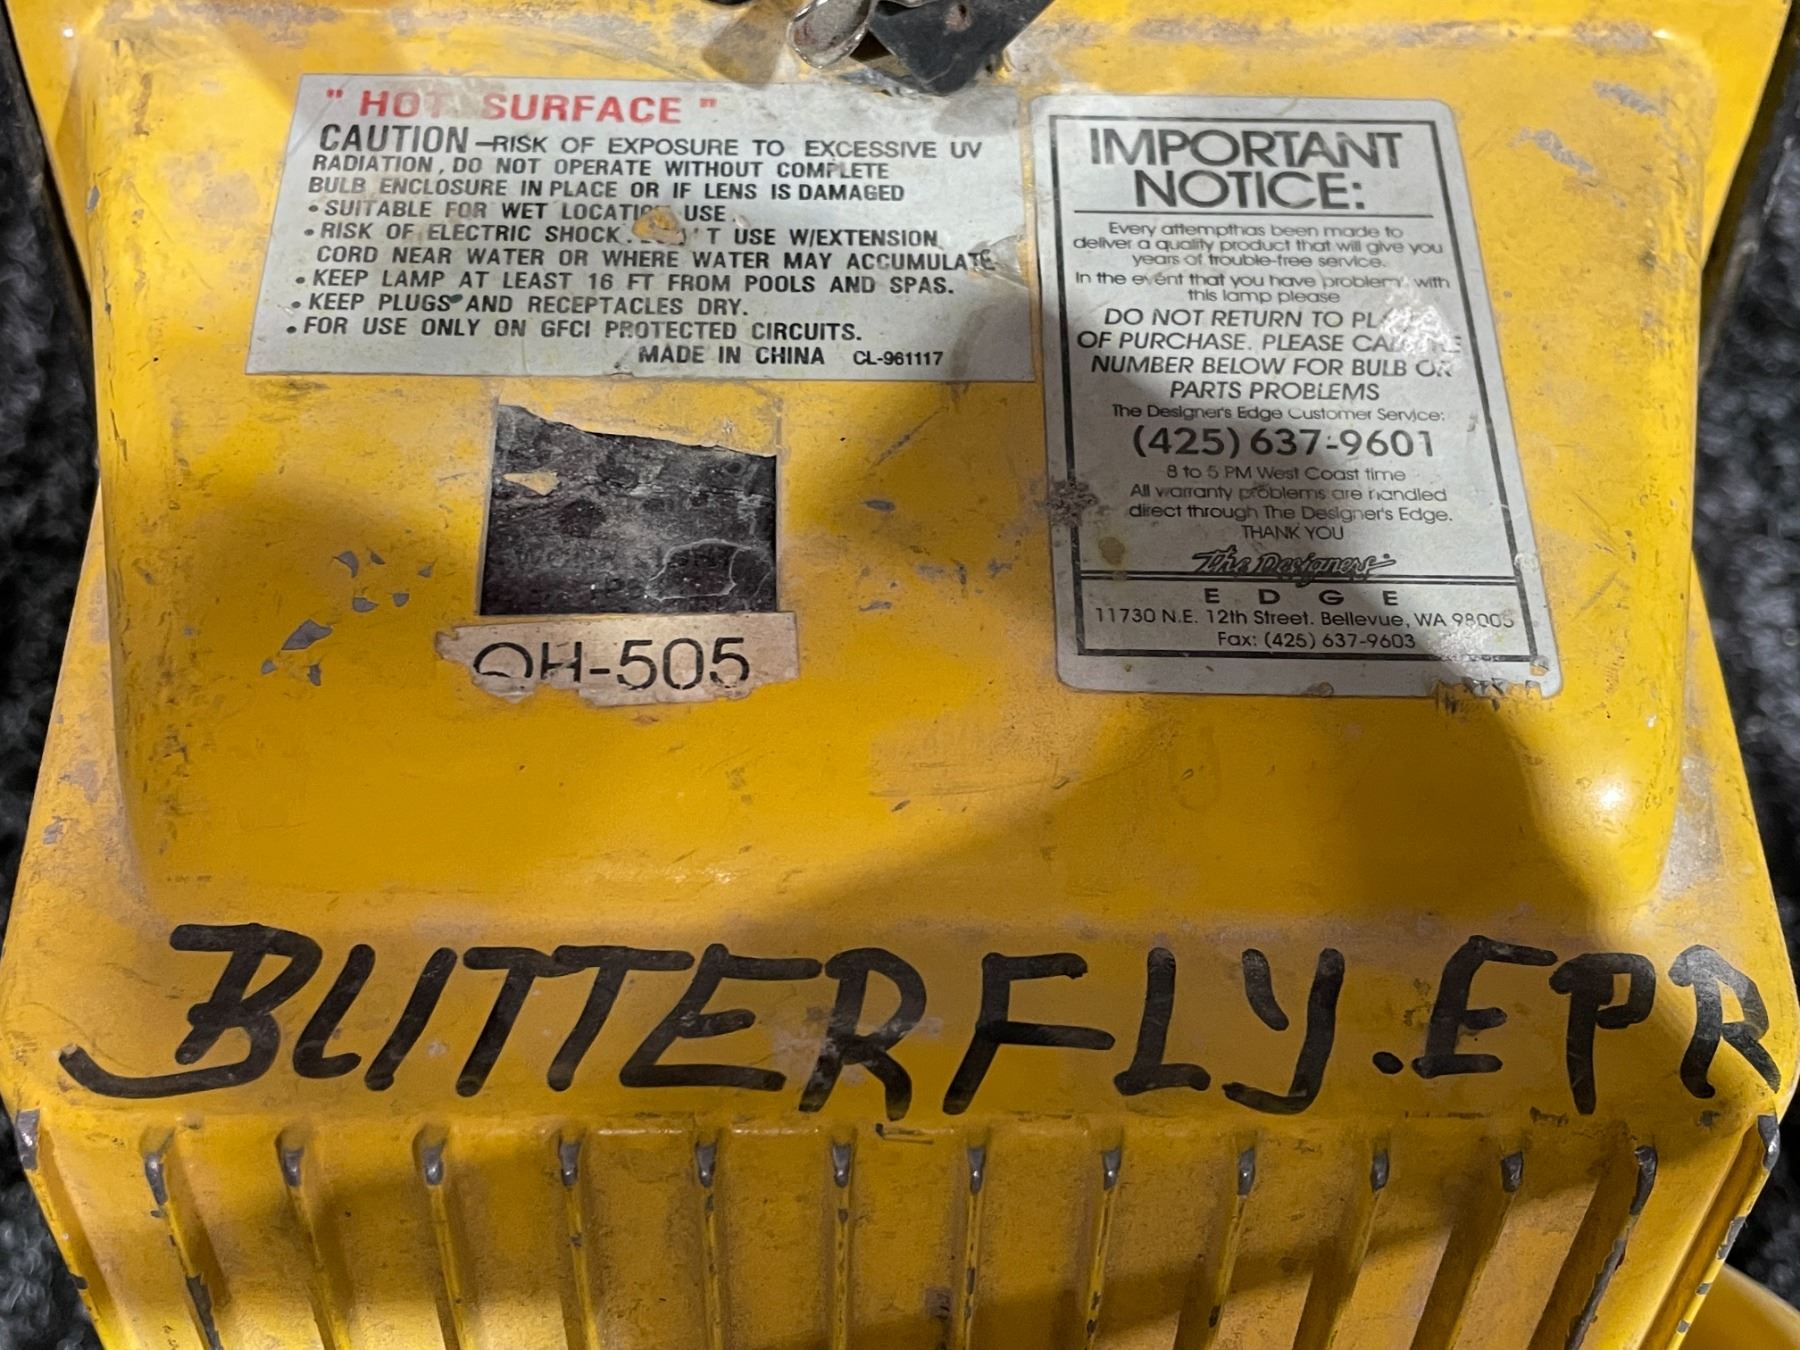 " HOT SURFACE "
CAUTION –RISK OF EXPOSURE TO EXCESSIVE UV
RADIATION, DO NOT OPERATE WITHOUT COMPLETE
BULB ENCLOSURE IN PLACE OR IF LENS IS DAMAGED
• SUITABLE FOR WET LOCATION USE
• RISK OF ELECTRIC SHOCK. 'T USE W/EXTENSION
CORD NEAR WATER OR WHERE WATER MAY ACCUMULATE
• KEEP LAMP AT LEAST 16 FT FROM POOLS AND SPAS.
• KEEP PLUGS AND RECEPTACLES DRY.
• FOR USE ONLY ON GFCI PROTECTED CIRCUITS.
MADE IN CHINA CL-961117
IMPORTANT
NOTICE:
Every attempthas been made to
deliver a quality product that will give you
years of trouble-free service.
In the event that you have problem with
this lamp please
DO NOT RETURN TO PLACE
OF PURCHASE. PLEASE CALL THE
NUMBER BELOW FOR BULB OR
PARTS PROBLEMS
The Designer's Edge Customer Service:
(425) 637-9601
8 to 5 PM West Coast time
All warranty problems are handled
direct through The Designer's Edge.
THANK YOU
The Designers
EDGE
11730 N.E. 12th Street. Bellevue, WA 98005
Fax: (425) 637-9603
QH-505
BUTTERFLY.EPR